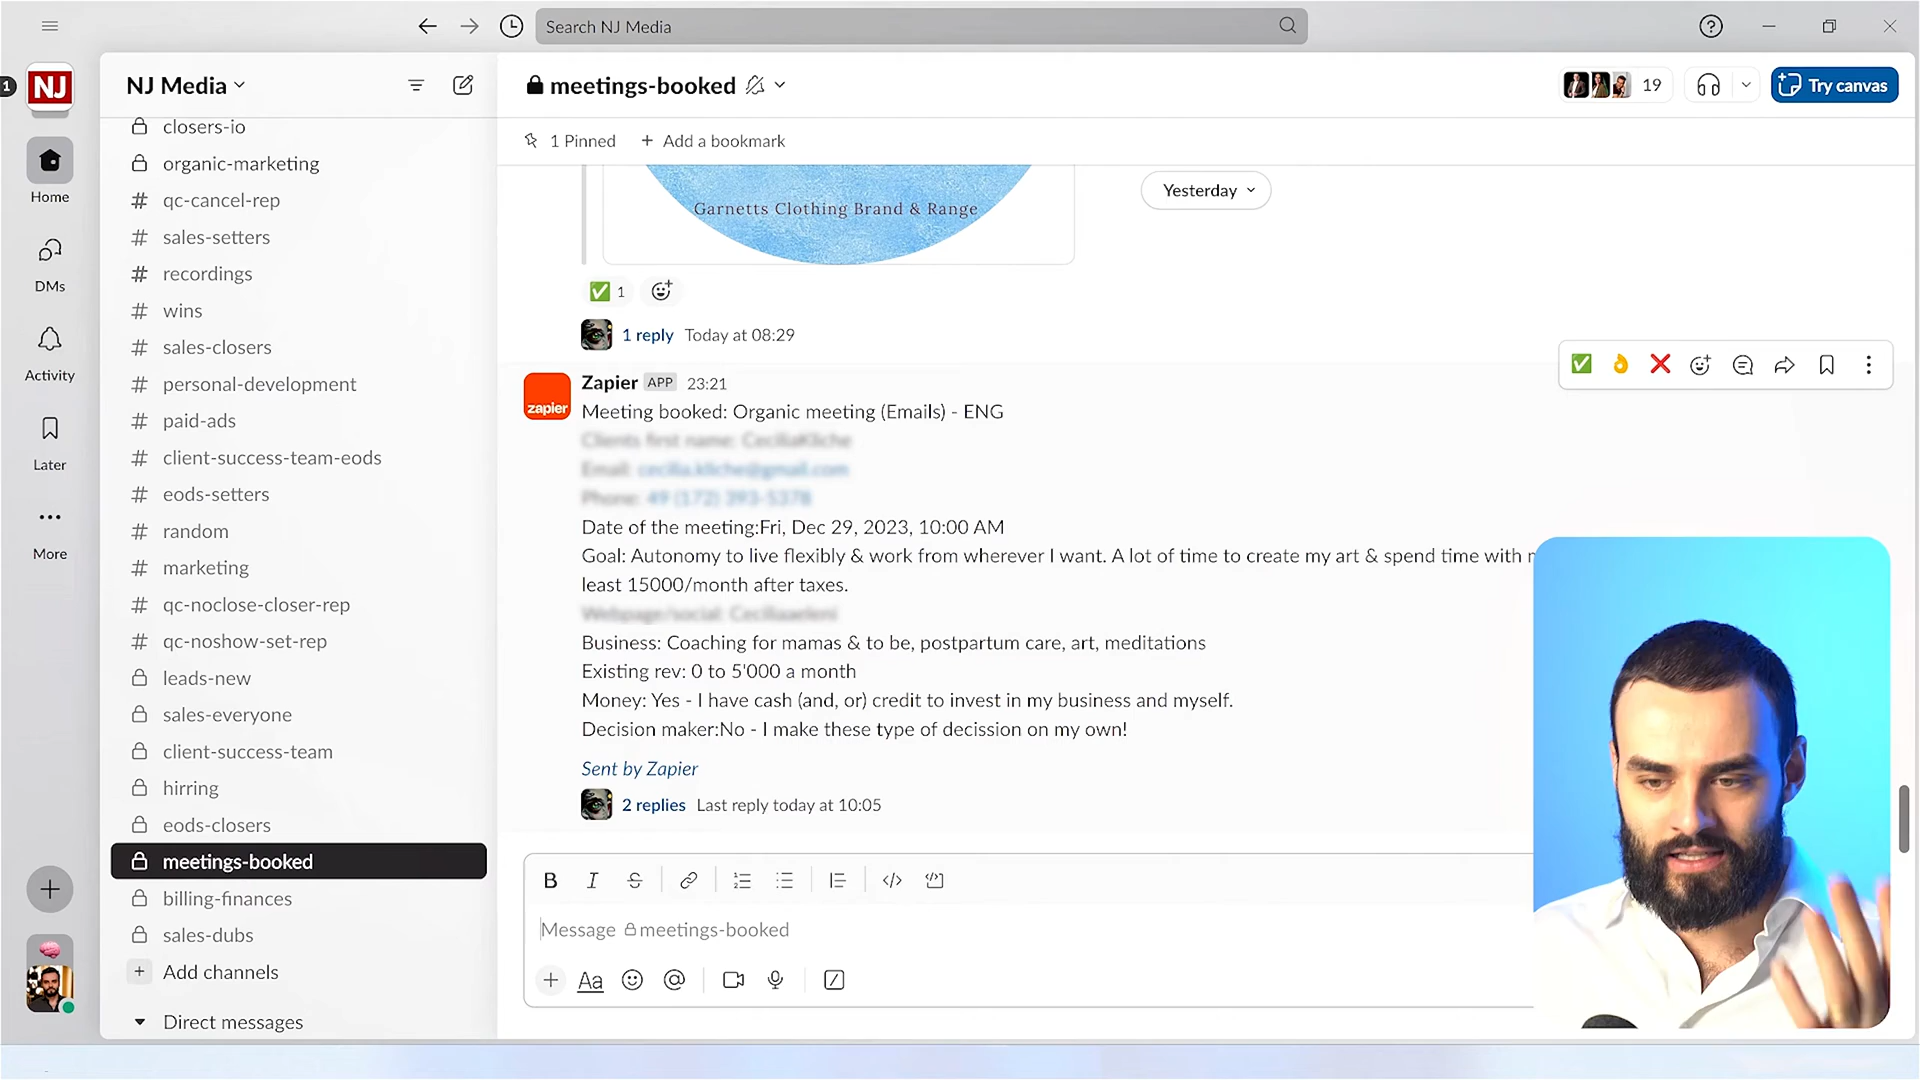 Search NJ Media
1
NJ
NJ Media
meetings-booked
19
Try canvas
1 Pinned
Add a bookmark
Home
DMs
Activity
Later
More
closers-io
organic-marketing
qc-cancel-rep
sales-setters
recordings
wins
sales-closers
personal-development
paid-ads
client-success-team-eods
eods-setters
random
marketing
qc-noclose-closer-rep
qc-noshow-set-rep
leads-new
sales-everyone
client-success-team
hirring
eods-closers
meetings-booked
billing-finances
sales-dubs
Add channels
Direct messages
Garnetts Clothing Brand & Range
Yesterday
1
1 reply Today at 08:29
zapier
Zapier APP 23:21
Meeting booked: Organic meeting (Emails) - ENG
Date of the meeting:Fri, Dec 29, 2023, 10:00 AM
Goal: Autonomy to live flexibly & work from wherever I want. A lot of time to create my art & spend time with
least 15000/month after taxes.
Business: Coaching for mamas & to be, postpartum care, art, meditations
Existing rev: 0 to 5'000 a month
Money: Yes - I have cash (and, or) credit to invest in my business and myself.
Decision maker:No - I make these type of decission on my own!
Sent by Zapier
2 replies Last reply today at 10:05
Message meetings-booked
Aa